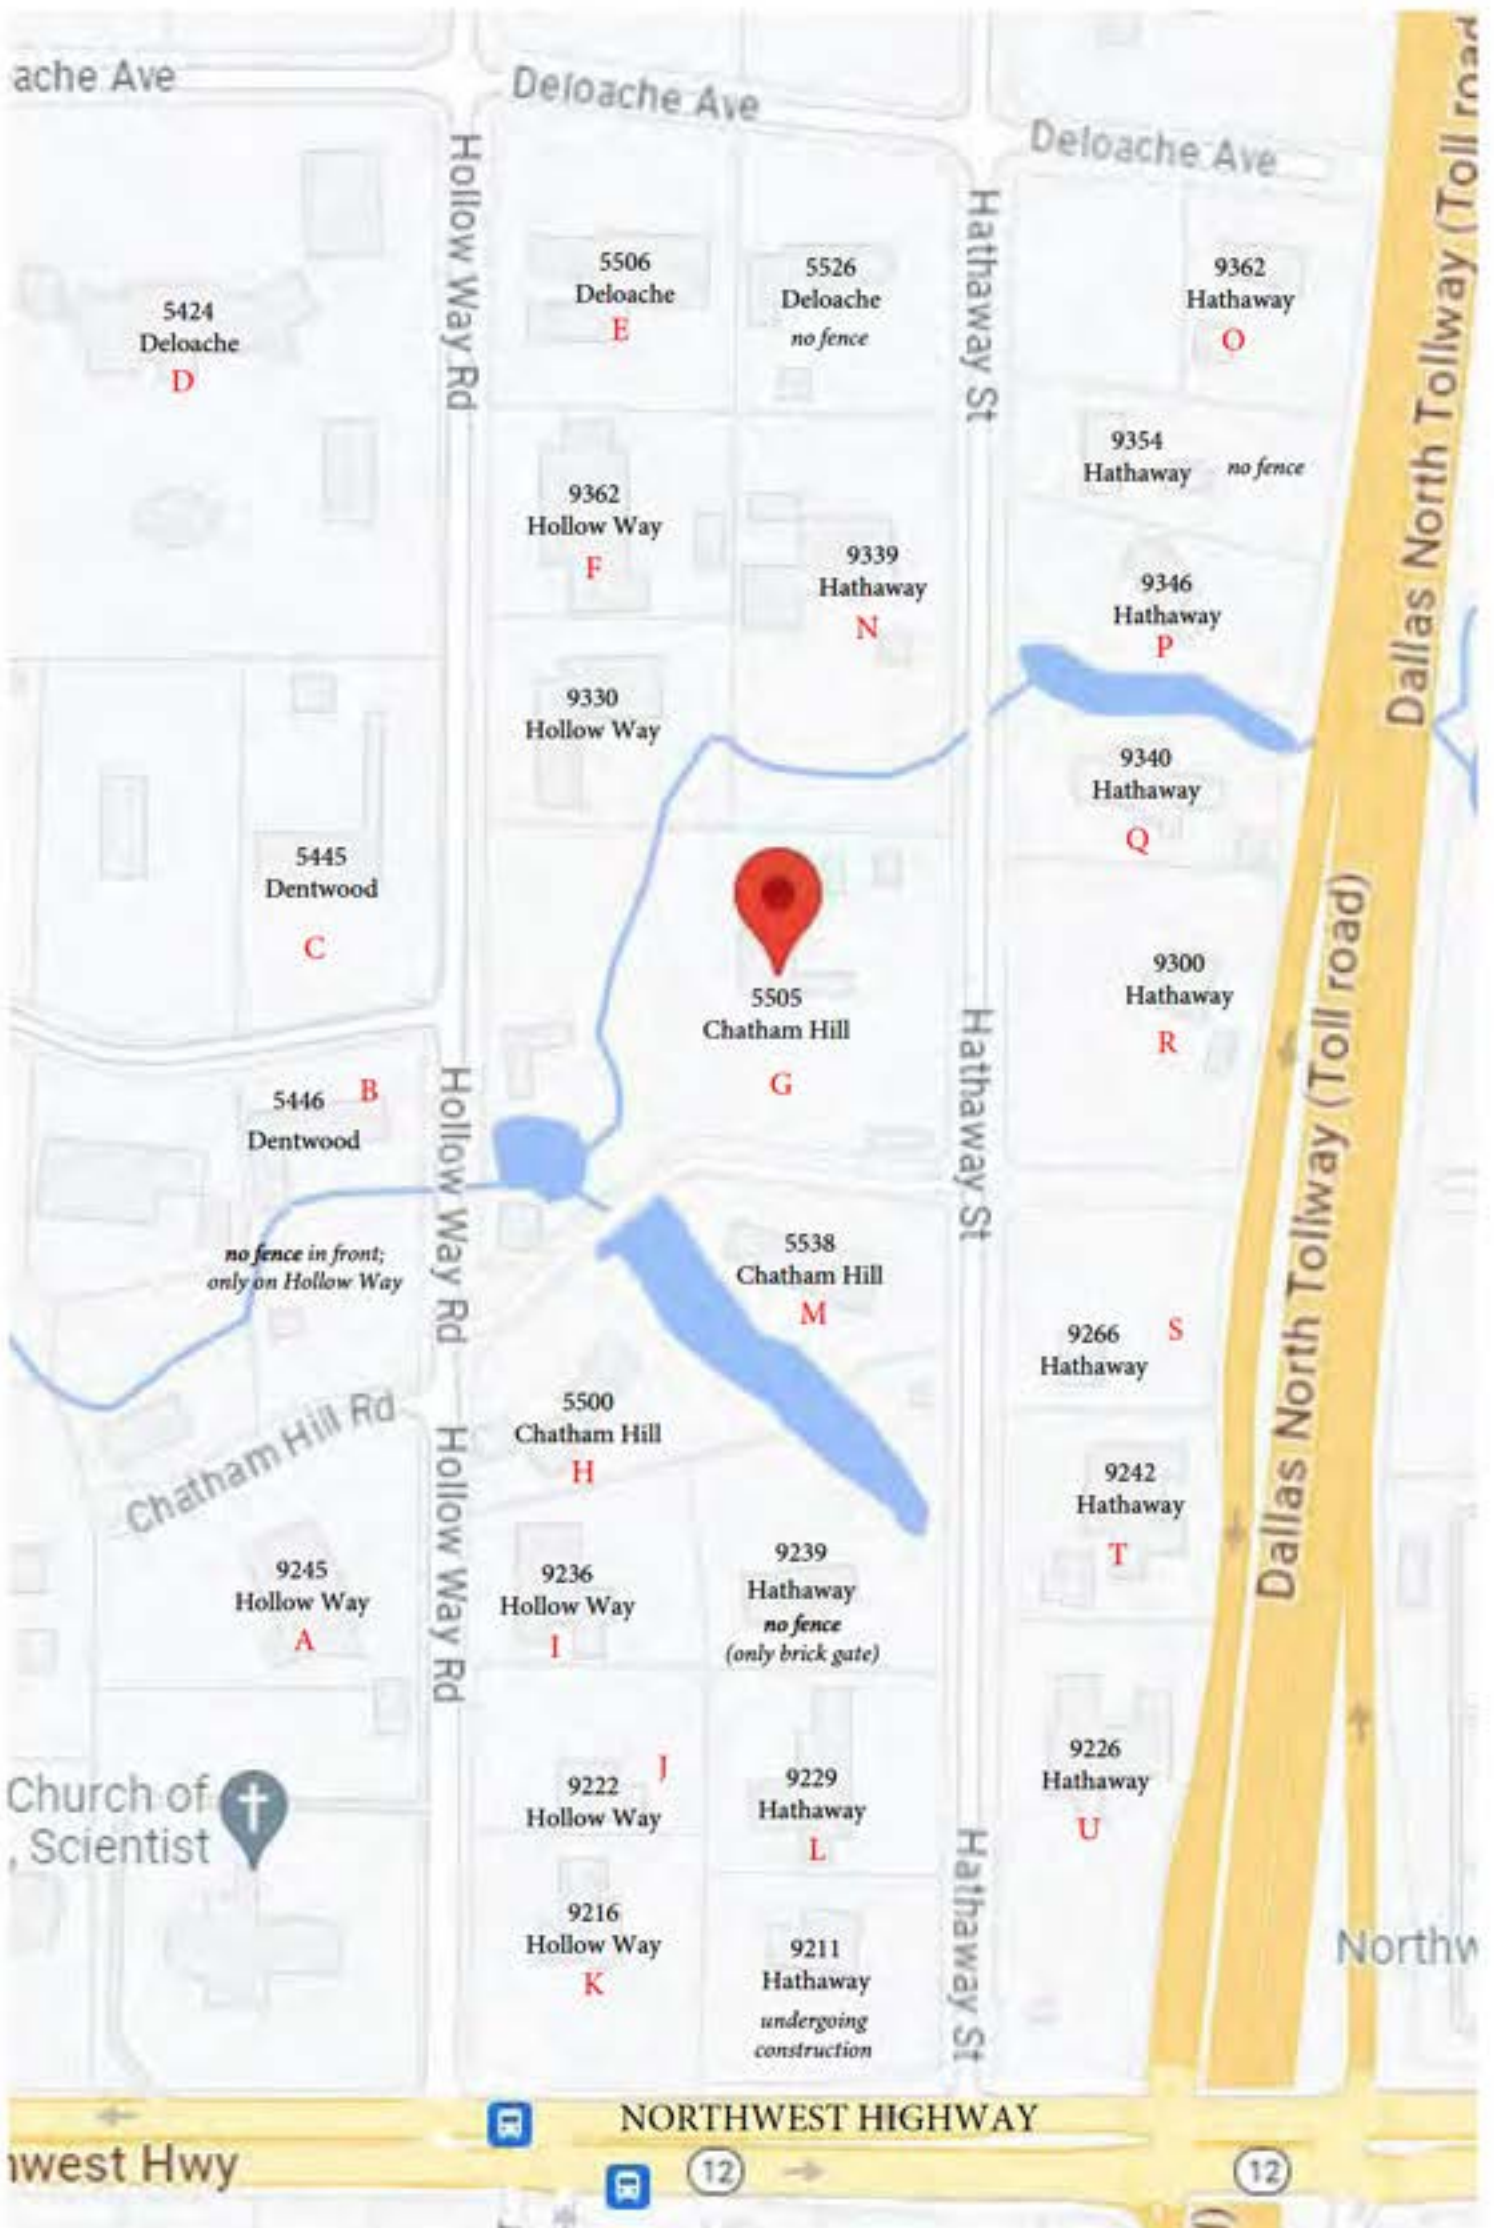 ache Ave
Deloache Ave
Deloache Ave
Hollow Way Rd
Hathaway St
Dallas North Tollway (Toll road)
5424
Deloache
D
5506
Deloache
E
5526
Deloache
no fence
9362
Hathaway
O
9354
Hathaway
no fence
9362
Hollow Way
F
9339
Hathaway
N
9346
Hathaway
P
9330
Hollow Way
9340
Hathaway
Q
5445
Dentwood
C
5505
Chatham Hill
G
9300
Hathaway
R
Dallas North Tollway (Toll road)
Hollow Way Rd
Hathaway St
5446
B
Dentwood
no fence in front;
only on Hollow Way
5538
Chatham Hill
M
9266
Hathaway
S
Chatham Hill Rd
5500
Chatham Hill
H
Hollow Way Rd
9242
Hathaway
T
9245
Hollow Way
A
9236
Hollow Way
I
9239
Hathaway
no fence
(only brick gate)
Church of
, Scientist
9222
Hollow Way
J
9229
Hathaway
L
9226
Hathaway
U
Hathaway St
9216
Hollow Way
K
9211
Hathaway
undergoing
construction
Northw
NORTHWEST HIGHWAY
west Hwy
12
12